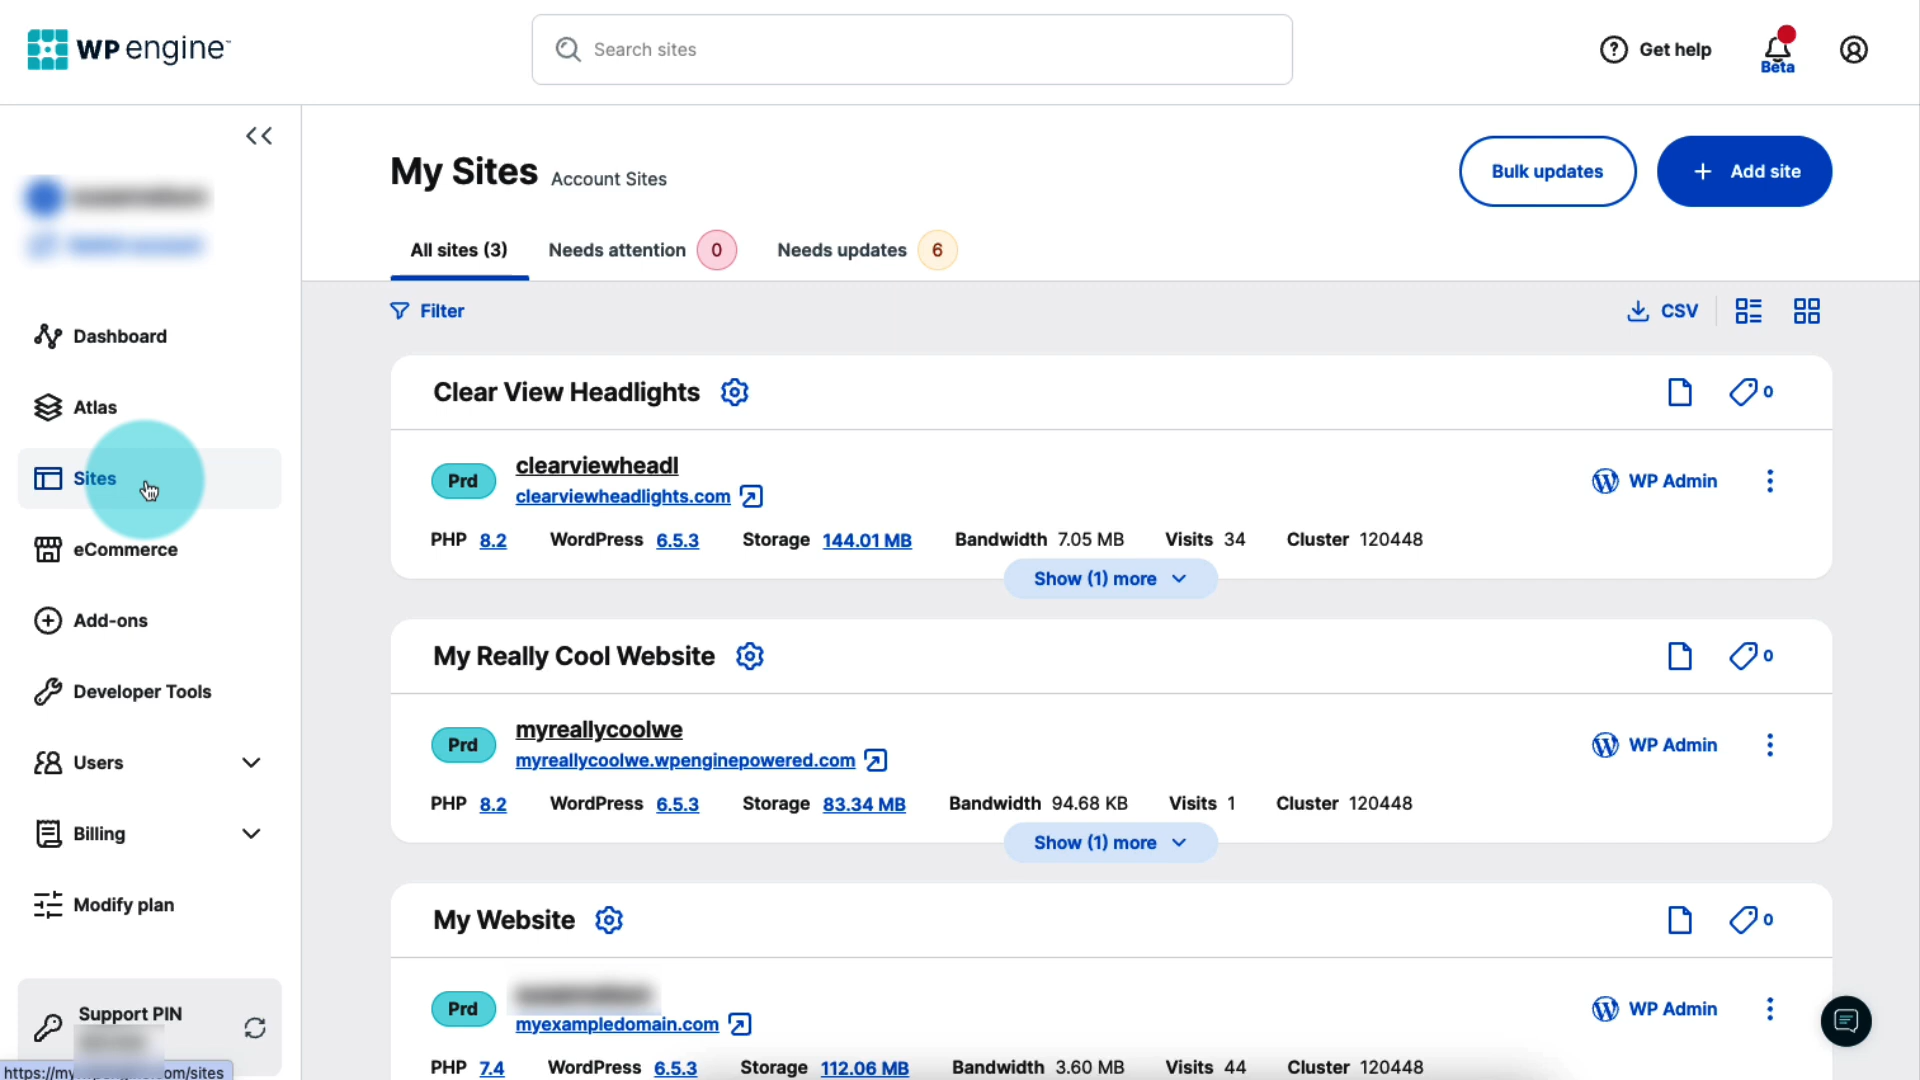 WP engine™
Search sites
Get help
Beta
My Sites Account Sites
Bulk updates
+ Add site
All sites (3)
Needs attention 0
Needs updates 6
Filter
CSV
Dashboard
Atlas
Sites
eCommerce
Add-ons
Developer Tools
Users
Billing
Modify plan
Support PIN
https://my
om/sites
Clear View Headlights
0
Prd
clearviewheadl
clearviewheadlights.com
WP Admin
PHP 8.2 WordPress 6.5.3 Storage 144.01 MB Bandwidth 7.05 MB Visits 34 Cluster 120448
Show (1) more
My Really Cool Website
0
Prd
myreallycoolwe
myreallycoolwe.wpenginepowered.com
WP Admin
PHP 8.2 WordPress 6.5.3 Storage 83.34 MB Bandwidth 94.68 KB Visits 1 Cluster 120448
Show (1) more
My Website
0
Prd
myexampledomain.com
WP Admin
PHP 7.4 WordPress 6.5.3 Storage 112.06 MB Bandwidth 3.60 MB Visits 44 Cluster 120448